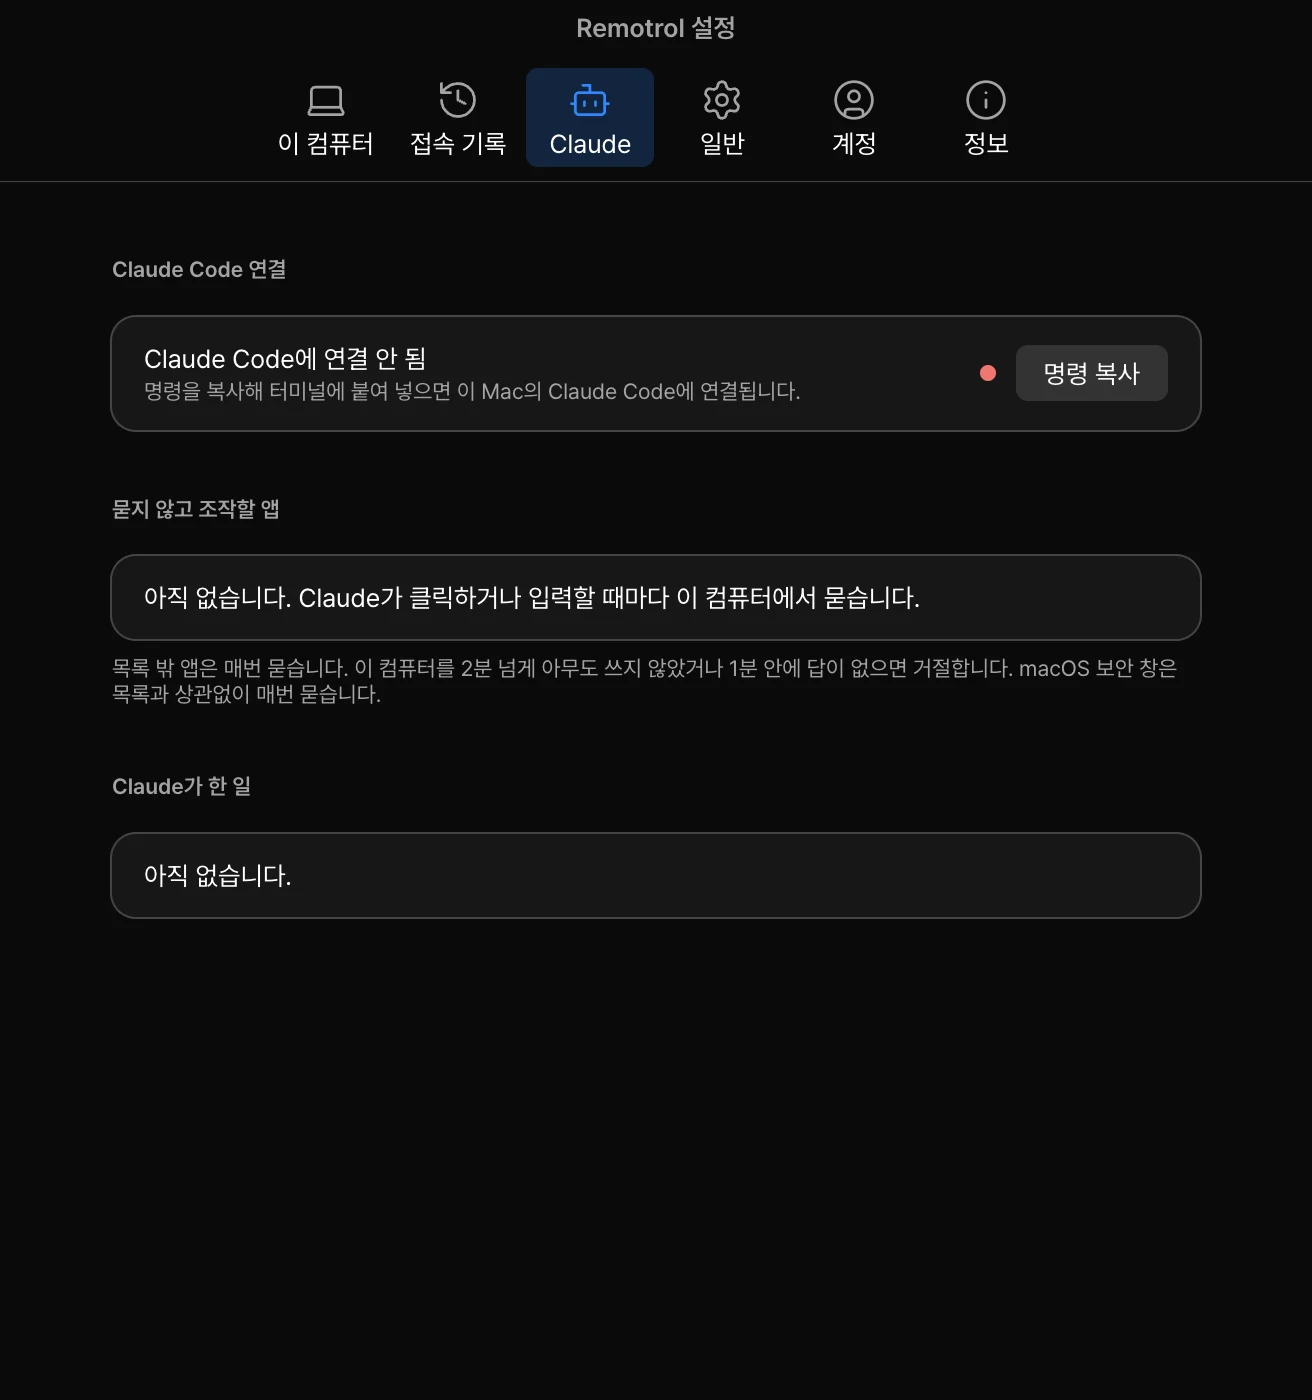 Remotrol 설정
이 컴퓨터
접속 기록
Claude
일반
계정
정보
Claude Code 연결
Claude Code에 연결 안 됨
명령을 복사해 터미널에 붙여 넣으면 이 Mac의 Claude Code에 연결됩니다.
명령 복사
묻지 않고 조작할 앱
아직 없습니다. Claude가 클릭하거나 입력할 때마다 이 컴퓨터에서 묻습니다.
목록 밖 앱은 매번 묻습니다. 이 컴퓨터를 2분 넘게 아무도 쓰지 않았거나 1분 안에 답이 없으면 거절합니다. macOS 보안 창은
목록과 상관없이 매번 묻습니다.
Claude가 한 일
아직 없습니다.